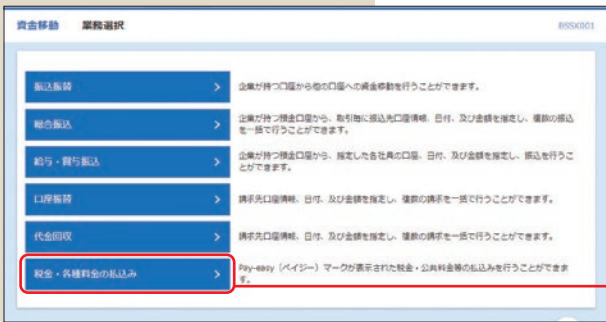 資金移動 業務選択 BSSK001
振込振替 企業が持つ口座から他の口座への資金移動を行うことができます。
総合振込 企業が持つ預金口座から、取引毎に振込先口座情報、日付、及び金額を指定し、複数の振込
を一括で行うことができます。
給与・賞与振込 企業が持つ預金口座から、指定した各社員の口座、日付、及び金額を指定し、振込を行うこ
とができます。
口座振替 請求先口座情報、日付、及び金額を指定し、複数の請求を一括で行うことができます。
代金回収 請求先口座情報、日付、及び金額を指定し、複数の請求を一括で行うことができます。
税金・各種料金の払込み Pay-easy（ペイジー）マークが表示された税金・公共料金等の払込みを行うことができま
す。